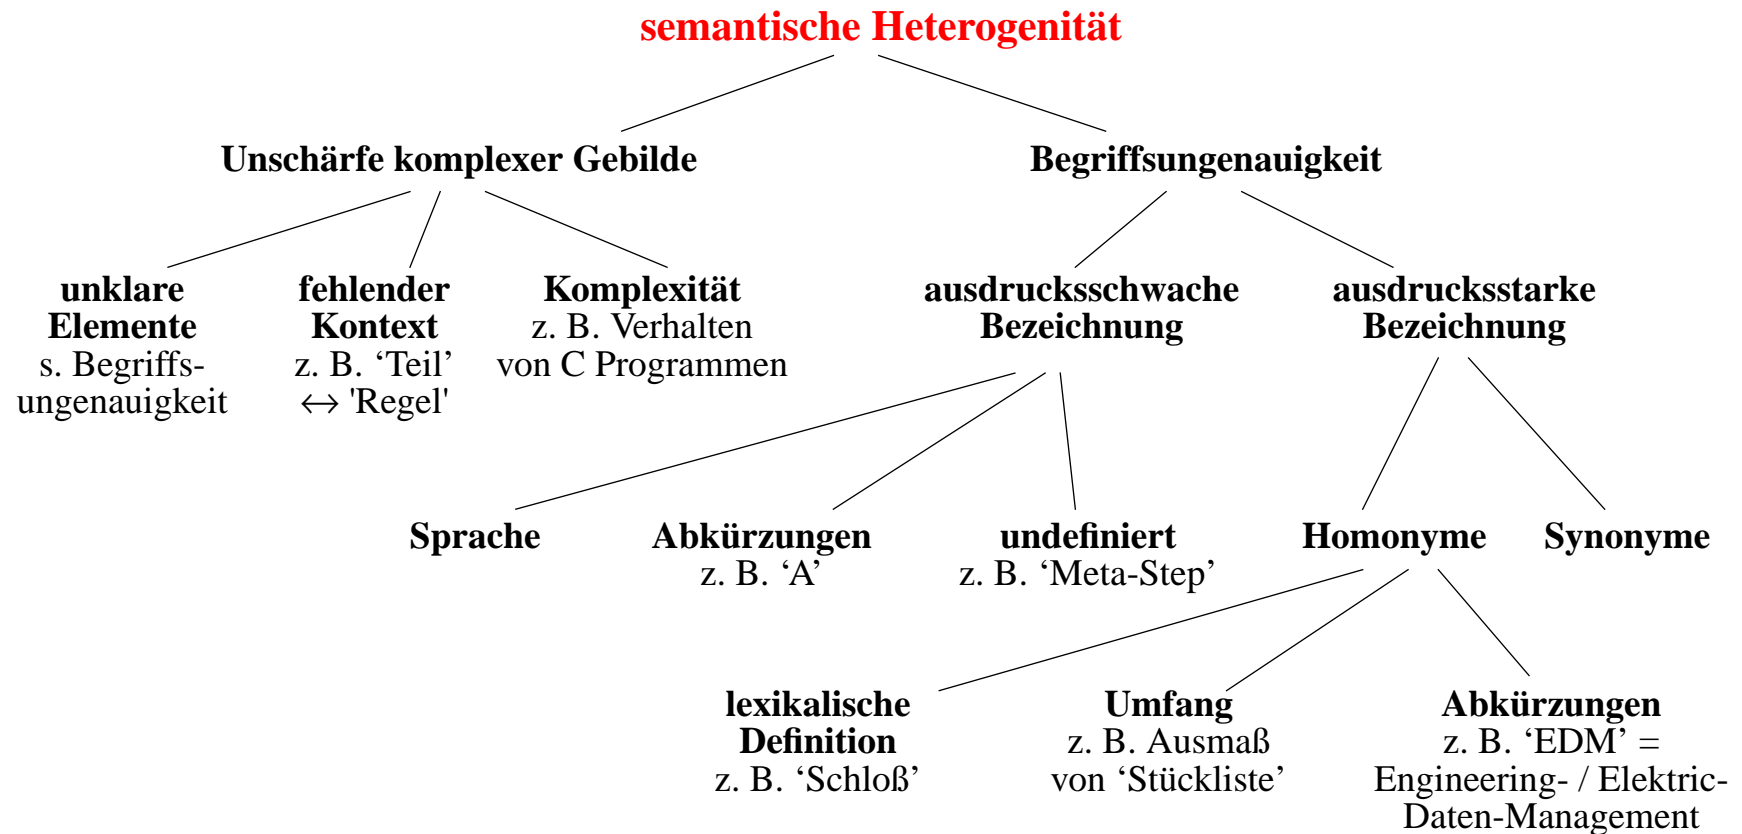 semantische Heterogenität
Unschärfe komplexer Gebilde
Begriffsungenauigkeit
unklare
Elemente
s. Begriffs-
ungenauigkeit
fehlender
Kontext
z. B. ‘Teil’
↔ 'Regel'
Komplexität
z. B. Verhalten
von C Programmen
ausdrucksschwache
Bezeichnung
ausdrucksstarke
Bezeichnung
Sprache
Abkürzungen
z. B. ‘A’
undefiniert
z. B. ‘Meta-Step’
Homonyme
Synonyme
lexikalische
Definition
z. B. ‘Schloß’
Umfang
z. B. Ausmaß
von ‘Stückliste’
Abkürzungen
z. B. ‘EDM’ =
Engineering- / Elektric-
Daten-Management